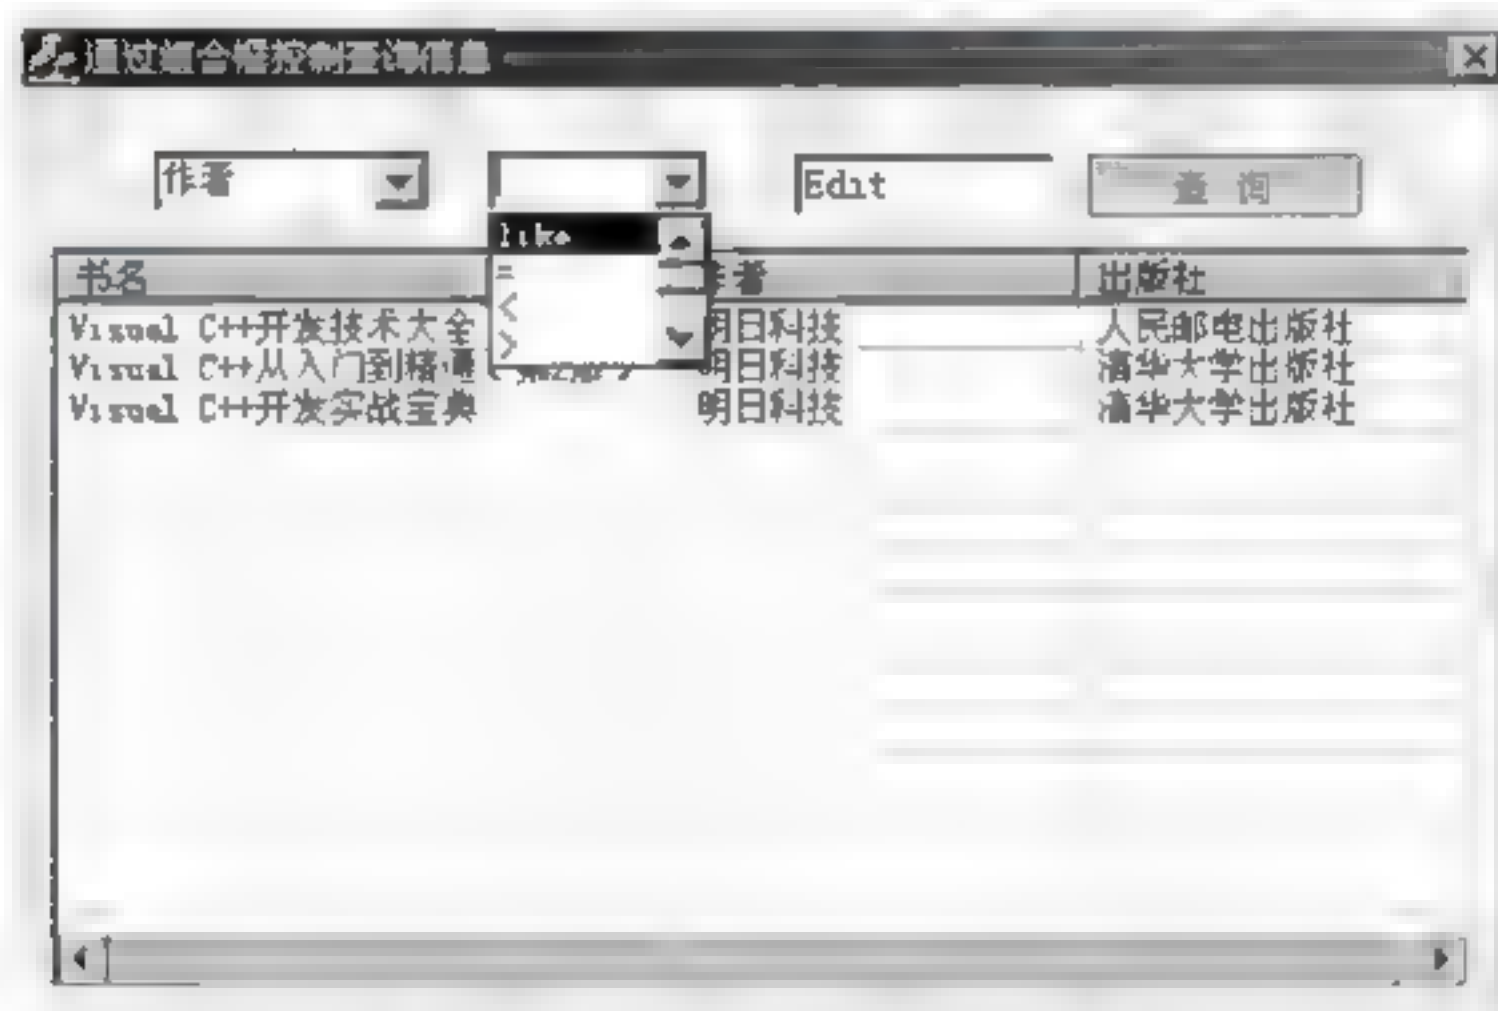 通过组合框控制查询信息
作者 Edit 查 询
like
=
<
>
书名 者 出版社
Visual C++开发技术大全 明日科技 人民邮电出版社
Visual C++从入门到精通 明日科技 清华大学出版社
Visual C++开发实战宝典 明日科技 清华大学出版社